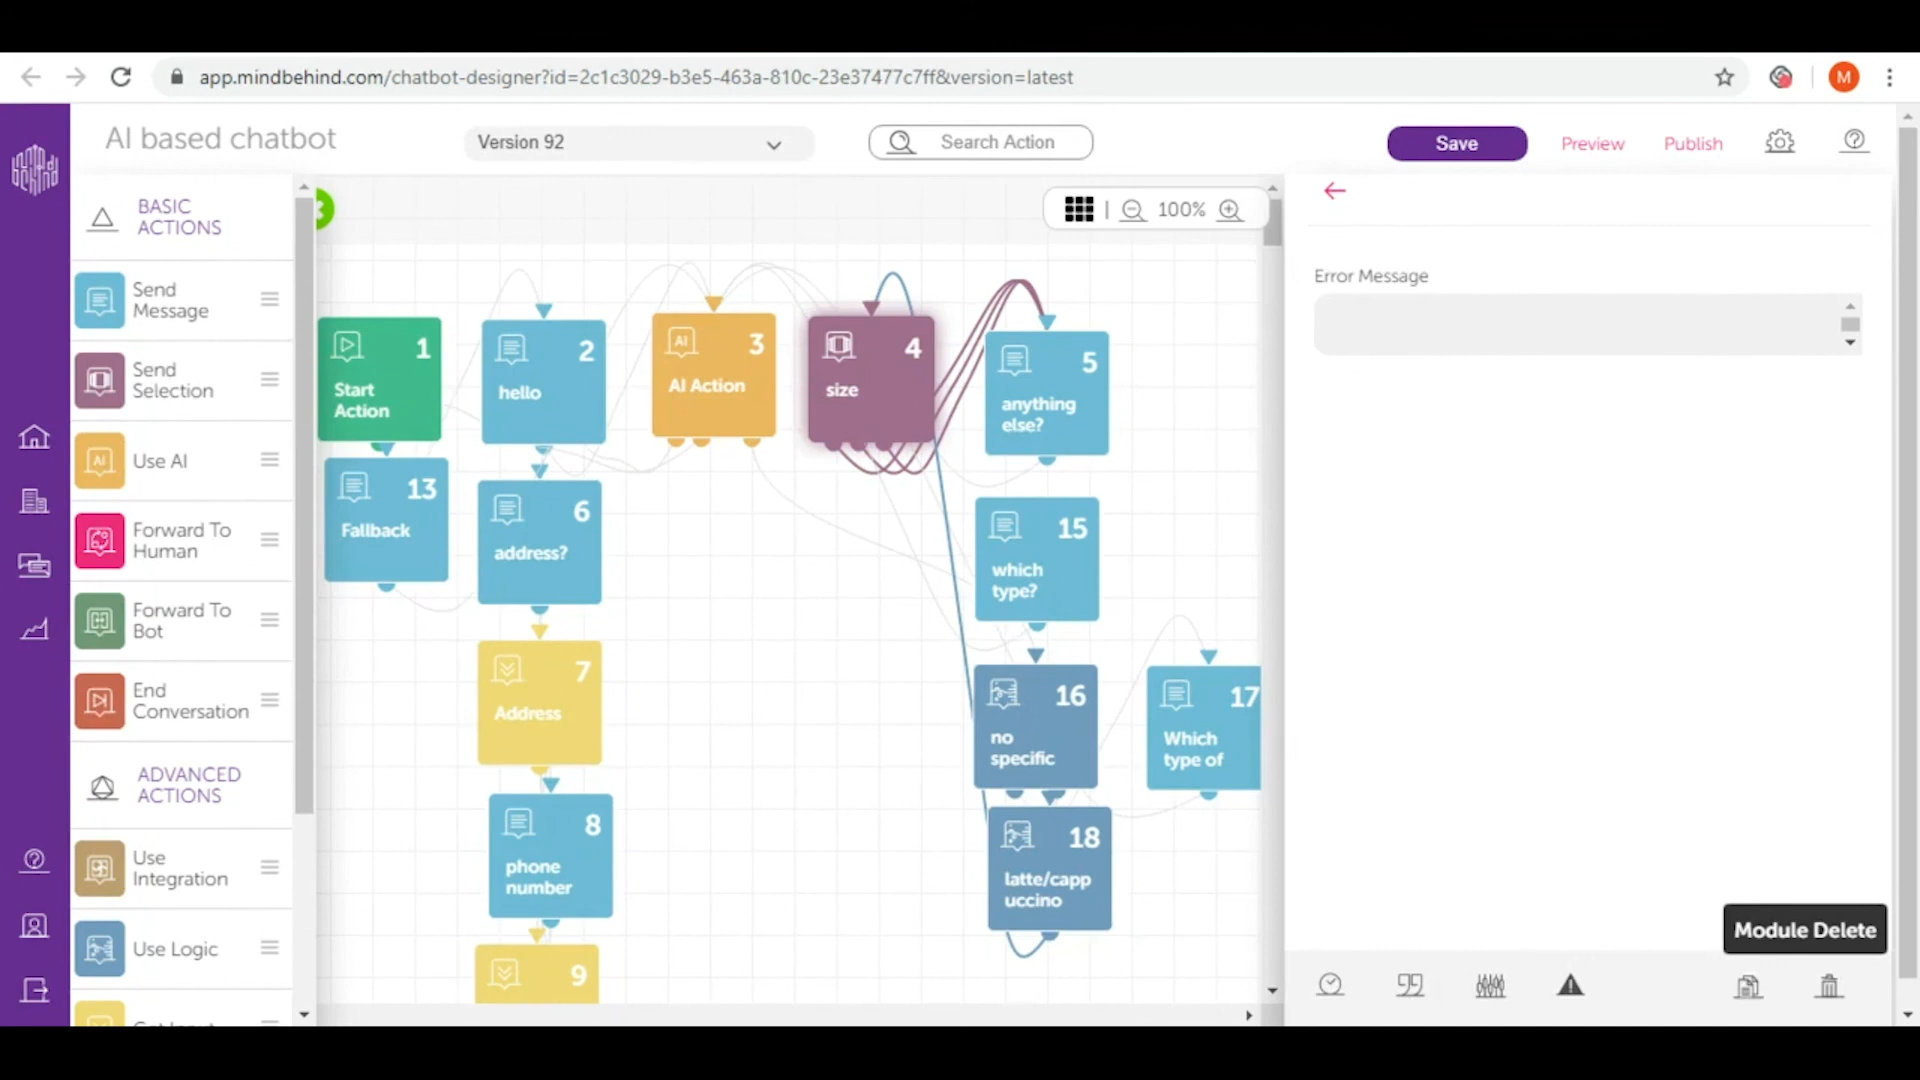 app.mindbehind.com/chatbot-designer?id=2c1c3029-b3e5-463a-810c-23e37477c7ff&version=latest
M
mind
behind
AI based chatbot
Version 92
Search Action
Save
Preview
Publish
BASIC
ACTIONS
Send
Message
Send
Selection
AI
Use AI
Forward To
Human
Forward To
Bot
End
Conversation
ADVANCED
ACTIONS
Use
Integration
Use Logic
100%
1
Start
Action
2
hello
AI
3
AI Action
4
size
5
anything
else?
13
Fallback
6
address?
15
which
type?
7
Address
16
no
specific
17
Which
type of
8
phone
number
18
latte/capp
uccino
9
Error Message
Module Delete